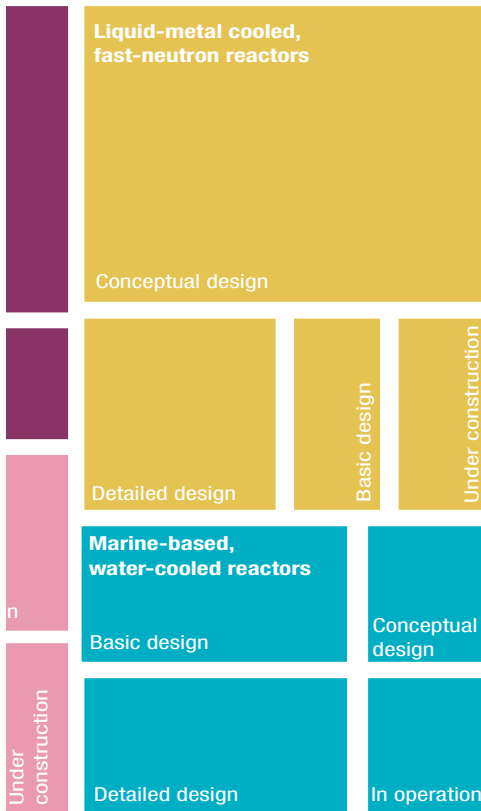 Liquid-metal cooled,
fast-neutron reactors
Conceptual design
Detailed design
Basic design
Under construction
Marine-based,
water-cooled reactors
Basic design
Conceptual
design
n
Under
construction
Detailed design
In operation